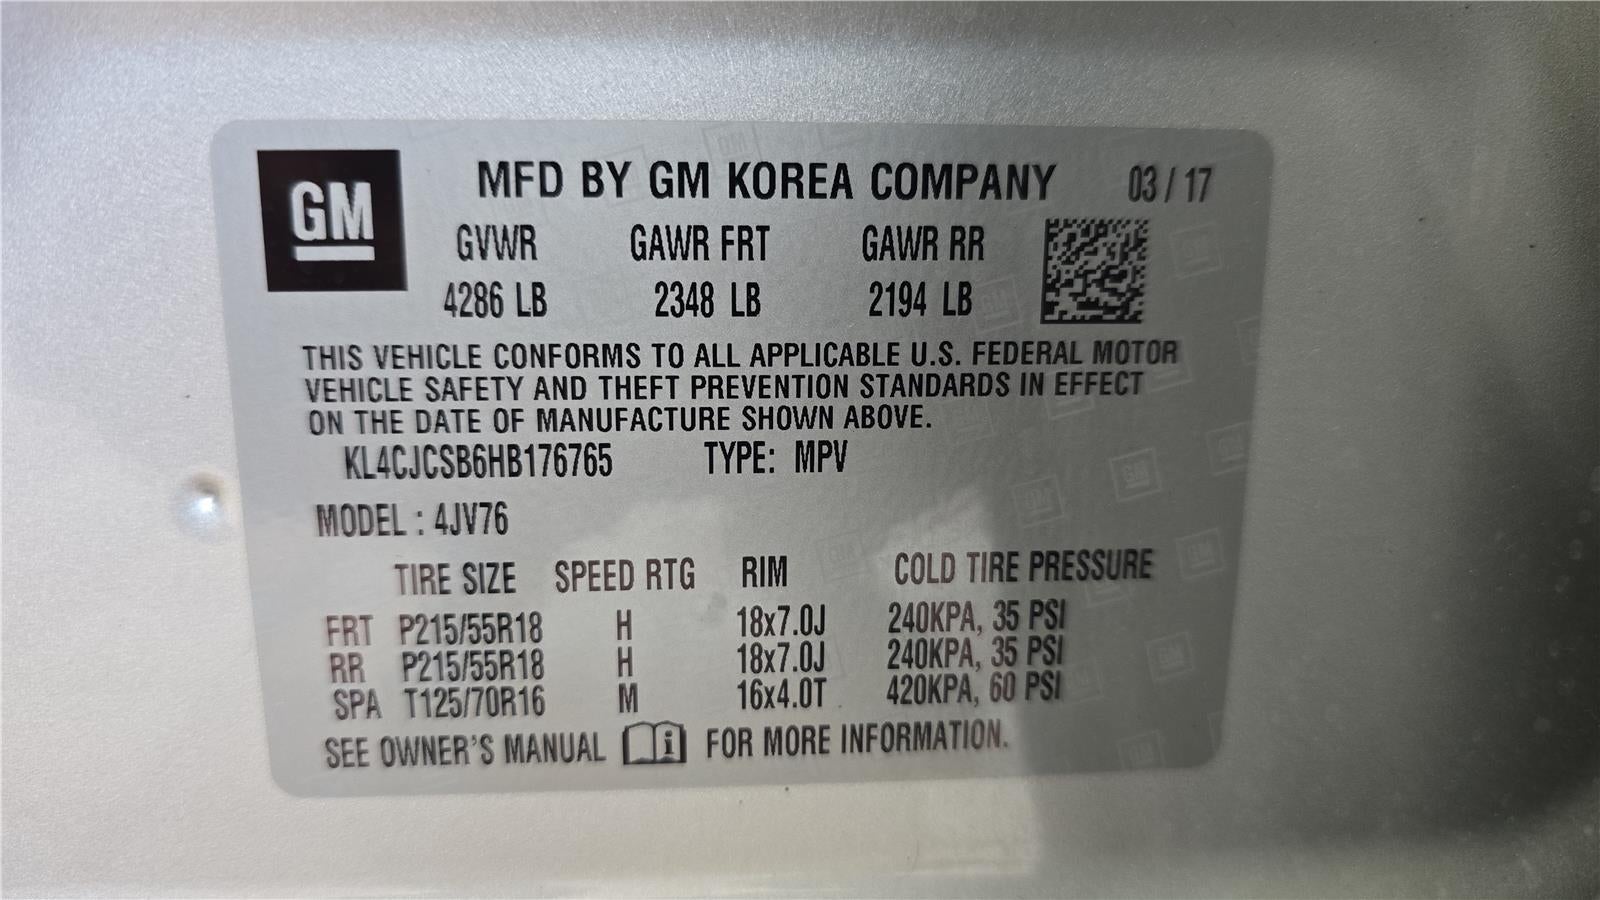 GM
MFD BY GM KOREA COMPANY 03 / 17
GVWR GAWR FRT GAWR RR
4286 LB 2348 LB 2194 LB
THIS VEHICLE CONFORMS TO ALL APPLICABLE U.S. FEDERAL MOTOR
VEHICLE SAFETY AND THEFT PREVENTION STANDARDS IN EFFECT
ON THE DATE OF MANUFACTURE SHOWN ABOVE.
KL4CJCSB6HB176765 TYPE: MPV
MODEL : 4JV76
TIRE SIZE SPEED RTG RIM COLD TIRE PRESSURE
FRT P215/55R18 H 18x7.0J 240KPA, 35 PSI
RR P215/55R18 H 18x7.0J 240KPA, 35 PSI
SPA T125/70R16 M 16x4.0T 420KPA, 60 PSI
SEE OWNER'S MANUAL i FOR MORE INFORMATION.